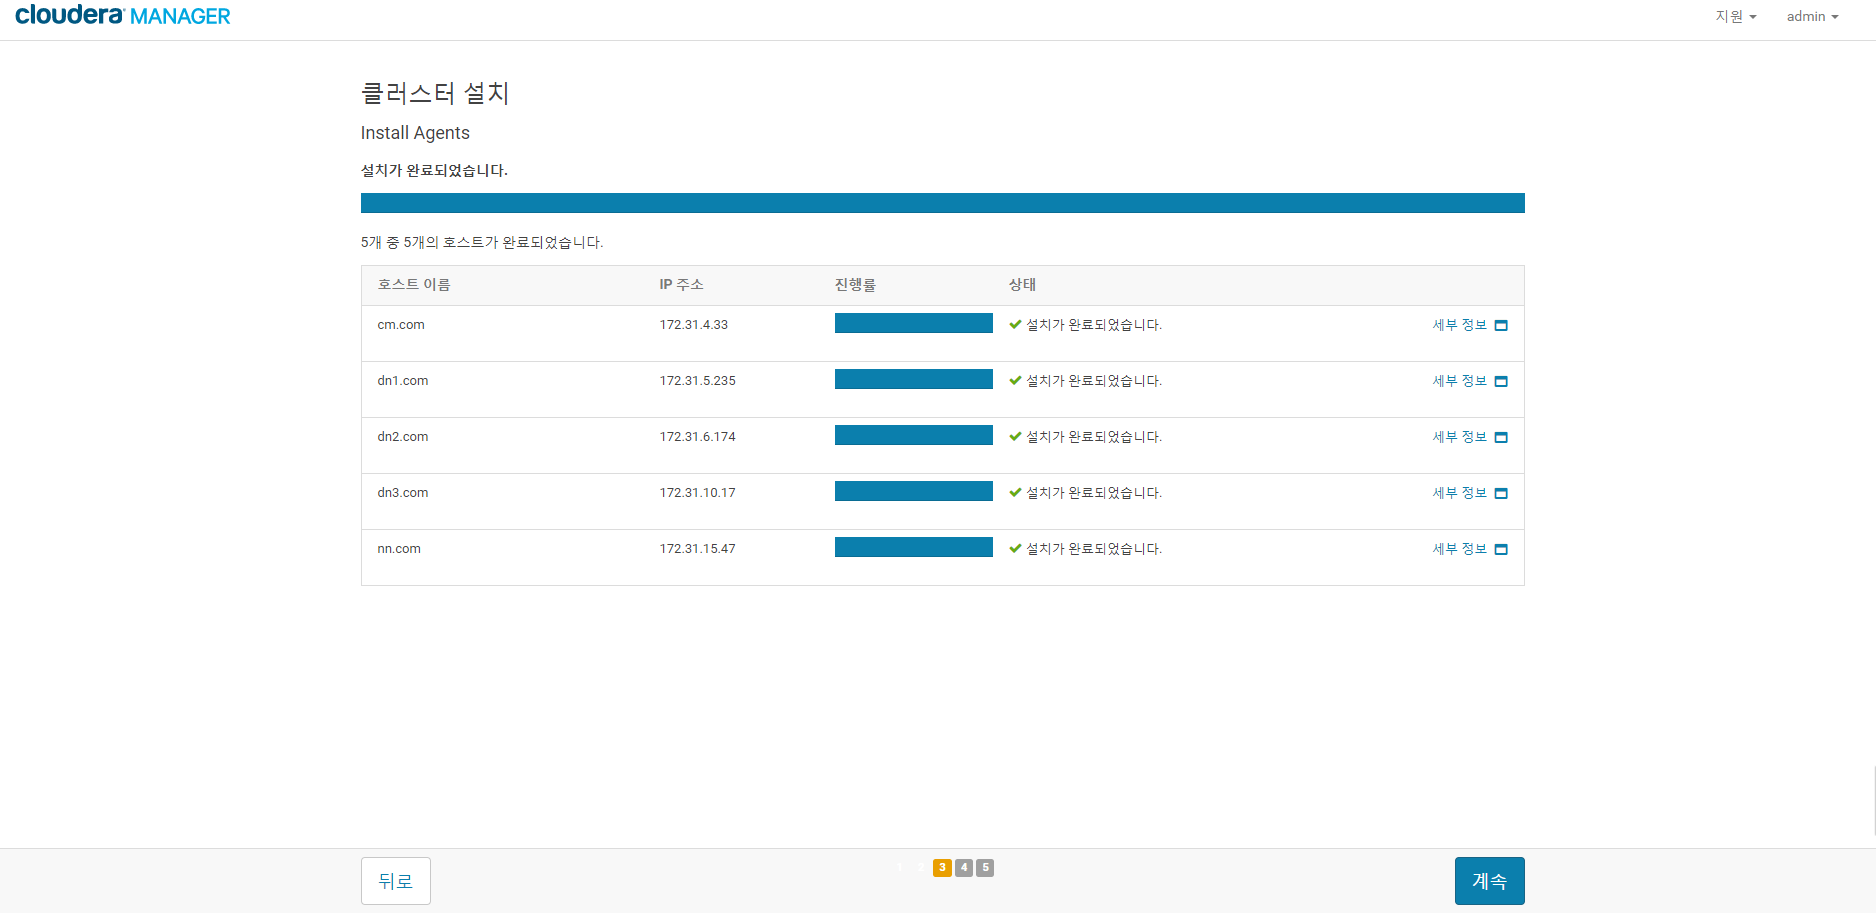 cloudera MANAGER
지원 admin
클러스터 설치
Install Agents
설치가 완료되었습니다.
5개 중 5개의 호스트가 완료되었습니다.
호스트 이름 IP 주소 진행률 상태
cm.com 172.31.4.33 설치가 완료되었습니다. 세부 정보
dn1.com 172.31.5.235 설치가 완료되었습니다. 세부 정보
dn2.com 172.31.6.174 설치가 완료되었습니다. 세부 정보
dn3.com 172.31.10.17 설치가 완료되었습니다. 세부 정보
nn.com 172.31.15.47 설치가 완료되었습니다. 세부 정보
뒤로 1 2 3 4 5 계속